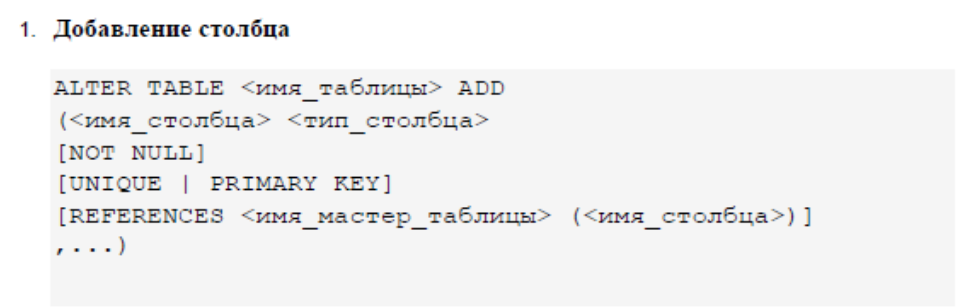 1. Добавление столбца
ALTER TABLE <имя_таблицы> ADD
(<имя_столбца> <тип_столбца>
[NOT NULL]
[UNIQUE | PRIMARY KEY]
[REFERENCES <имя_мастер_таблицы> (<имя_столбца>)]
,...)